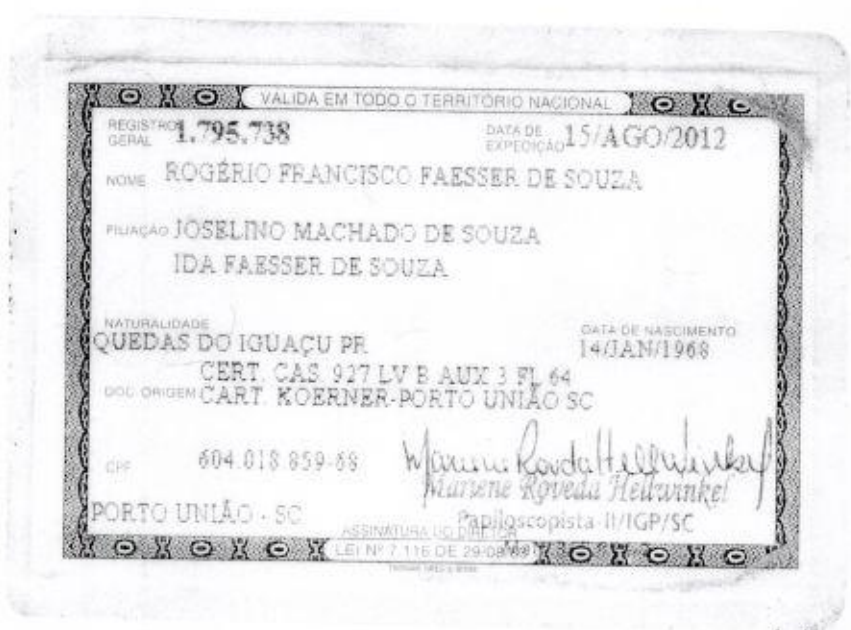 VÁLIDA EM TODO O TERRITÓRIO NACIONAL
REGISTRO GERAL 1.795.738 DATA DE EXPEDIÇÃO 15/AGO/2012
NOME ROGÉRIO FRANCISCO FAESSER DE SOUZA
FILIAÇÃO JOSELINO MACHADO DE SOUZA
IDA FAESSER DE SOUZA
NATURALIDADE DATA DE NASCIMENTO
QUEDAS DO IGUAÇU PR 14/JAN/1968
CERT. CAS 927 LV B AUX 3 FL 64
DOC. ORIGEM CART. KOERNER-PORTO UNIÃO SC
CPF 604.018.859-68
Marlene Roveda Hellwinkel
PORTO UNIÃO - SC Papiloscopista II/IGP/SC
ASSINATURA DO DIRETOR
LEI Nº 7.116 DE 29/08/83